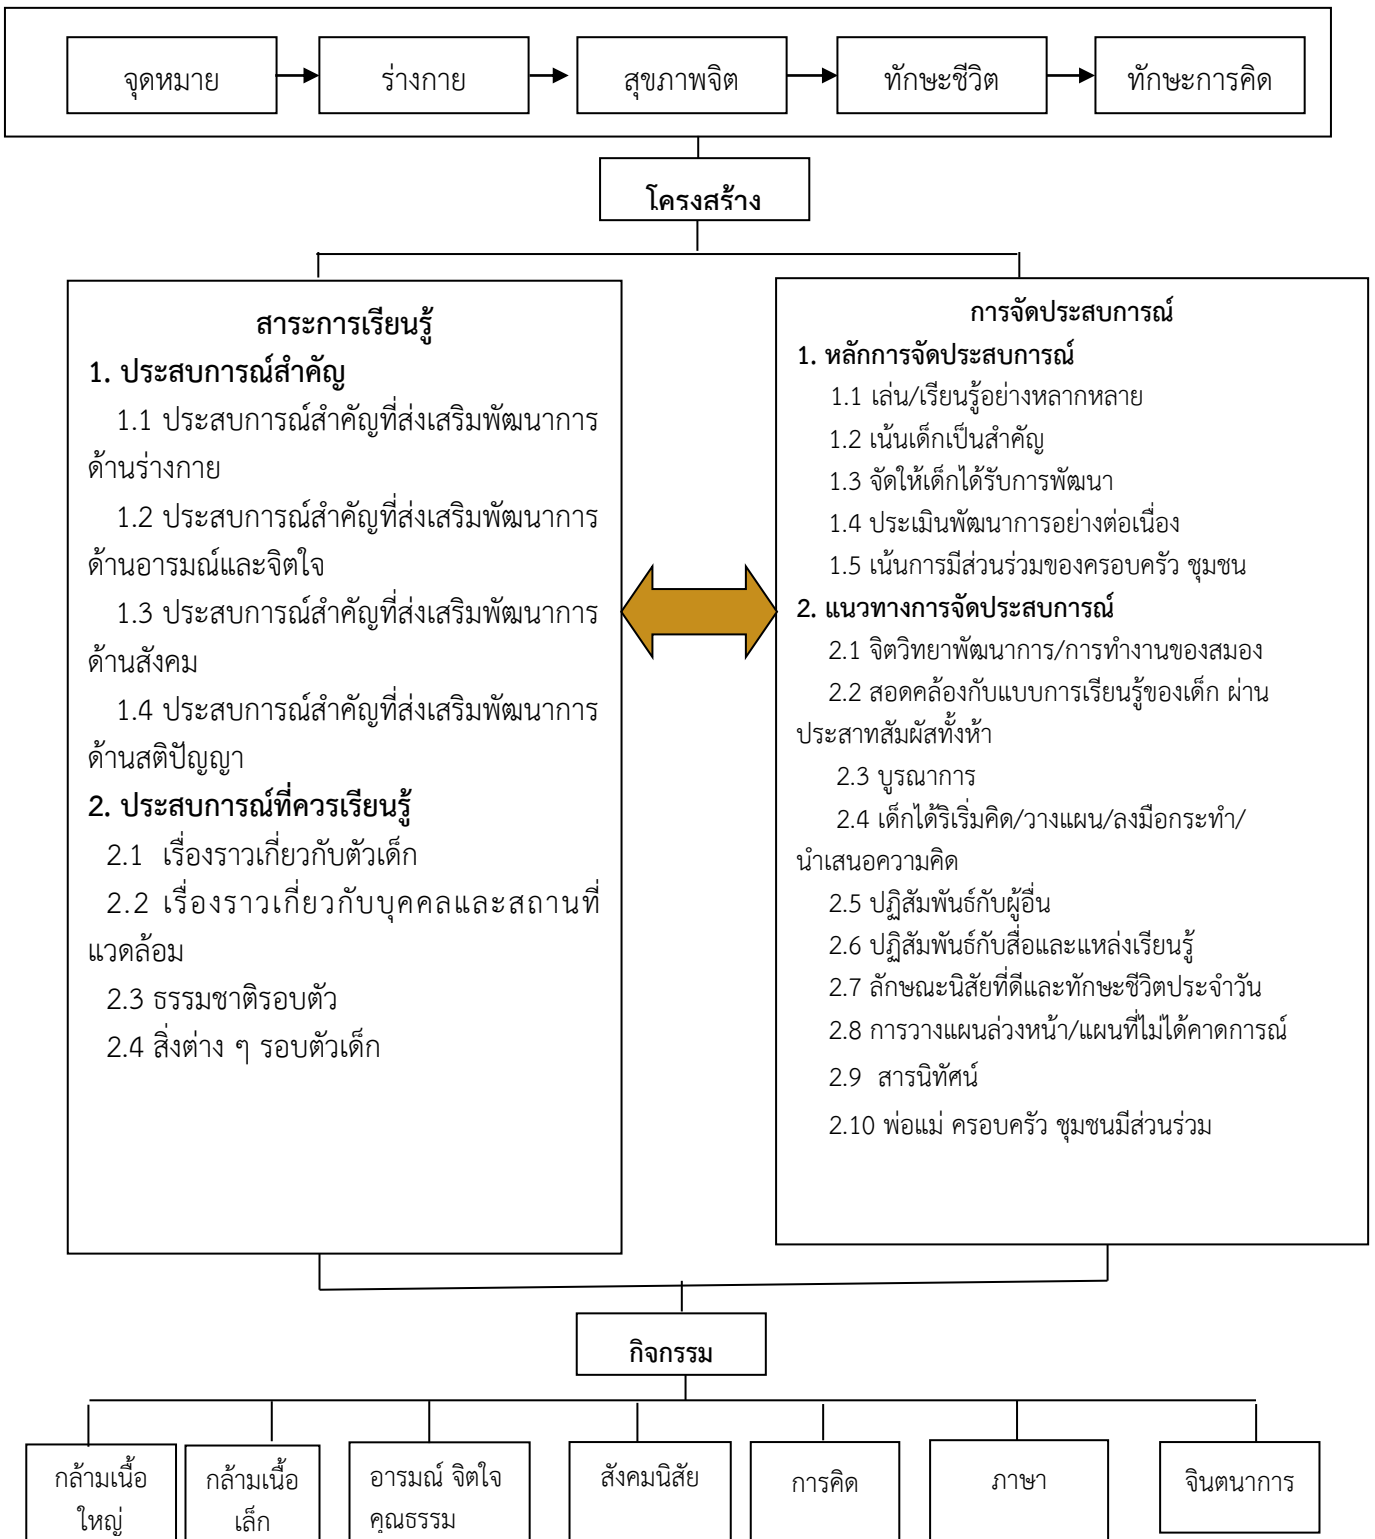 จุดหมาย
ร่างกาย
สุขภาพจิต
ทักษะชีวิต
ทักษะการคิด
โครงสร้าง
สาระการเรียนรู้
1. ประสบการณ์สำคัญ
1.1 ประสบการณ์สำคัญที่ส่งเสริมพัฒนาการ
ด้านร่างกาย
1.2 ประสบการณ์สำคัญที่ส่งเสริมพัฒนาการ
ด้านอารมณ์และจิตใจ
1.3 ประสบการณ์สำคัญที่ส่งเสริมพัฒนาการ
ด้านสังคม
1.4 ประสบการณ์สำคัญที่ส่งเสริมพัฒนาการ
ด้านสติปัญญา
2. ประสบการณ์ที่ควรเรียนรู้
2.1 เรื่องราวเกี่ยวกับตัวเด็ก
2.2 เรื่องราวเกี่ยวกับบุคคลและสถานที่
แวดล้อม
2.3 ธรรมชาติรอบตัว
2.4 สิ่งต่าง ๆ รอบตัวเด็ก
การจัดประสบการณ์
1. หลักการจัดประสบการณ์
1.1 เล่น/เรียนรู้อย่างหลากหลาย
1.2 เน้นเด็กเป็นสำคัญ
1.3 จัดให้เด็กได้รับการพัฒนา
1.4 ประเมินพัฒนาการอย่างต่อเนื่อง
1.5 เน้นการมีส่วนร่วมของครอบครัว ชุมชน
2. แนวทางการจัดประสบการณ์
2.1 จิตวิทยาพัฒนาการ/การทำงานของสมอง
2.2 สอดคล้องกับแบบการเรียนรู้ของเด็ก ผ่าน
ประสาทสัมผัสทั้งห้า
2.3 บูรณาการ
2.4 เด็กได้ริเริ่มคิด/วางแผน/ลงมือกระทำ/
นำเสนอความคิด
2.5 ปฏิสัมพันธ์กับผู้อื่น
2.6 ปฏิสัมพันธ์กับสื่อและแหล่งเรียนรู้
2.7 ลักษณะนิสัยที่ดีและทักษะชีวิตประจำวัน
2.8 การวางแผนล่วงหน้า/แผนที่ไม่ได้คาดการณ์
2.9 สารนิทัศน์
2.10 พ่อแม่ ครอบครัว ชุมชนมีส่วนร่วม
กิจกรรม
กล้ามเนื้อ
ใหญ่
กล้ามเนื้อ
เล็ก
อารมณ์ จิตใจ
คุณธรรม
สังคมนิสัย
การคิด
ภาษา
จินตนาการ